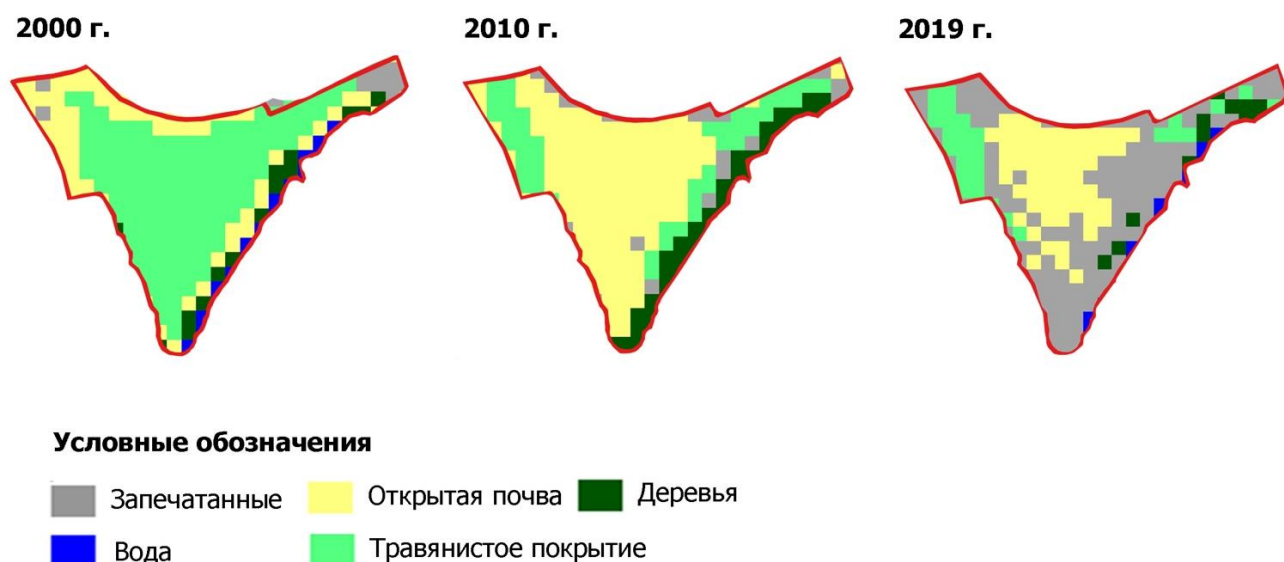 2000 г.
2010 г.
2019 г.
Условные обозначения
Запечатанные
Открытая почва
Деревья
Вода
Травянистое покрытие